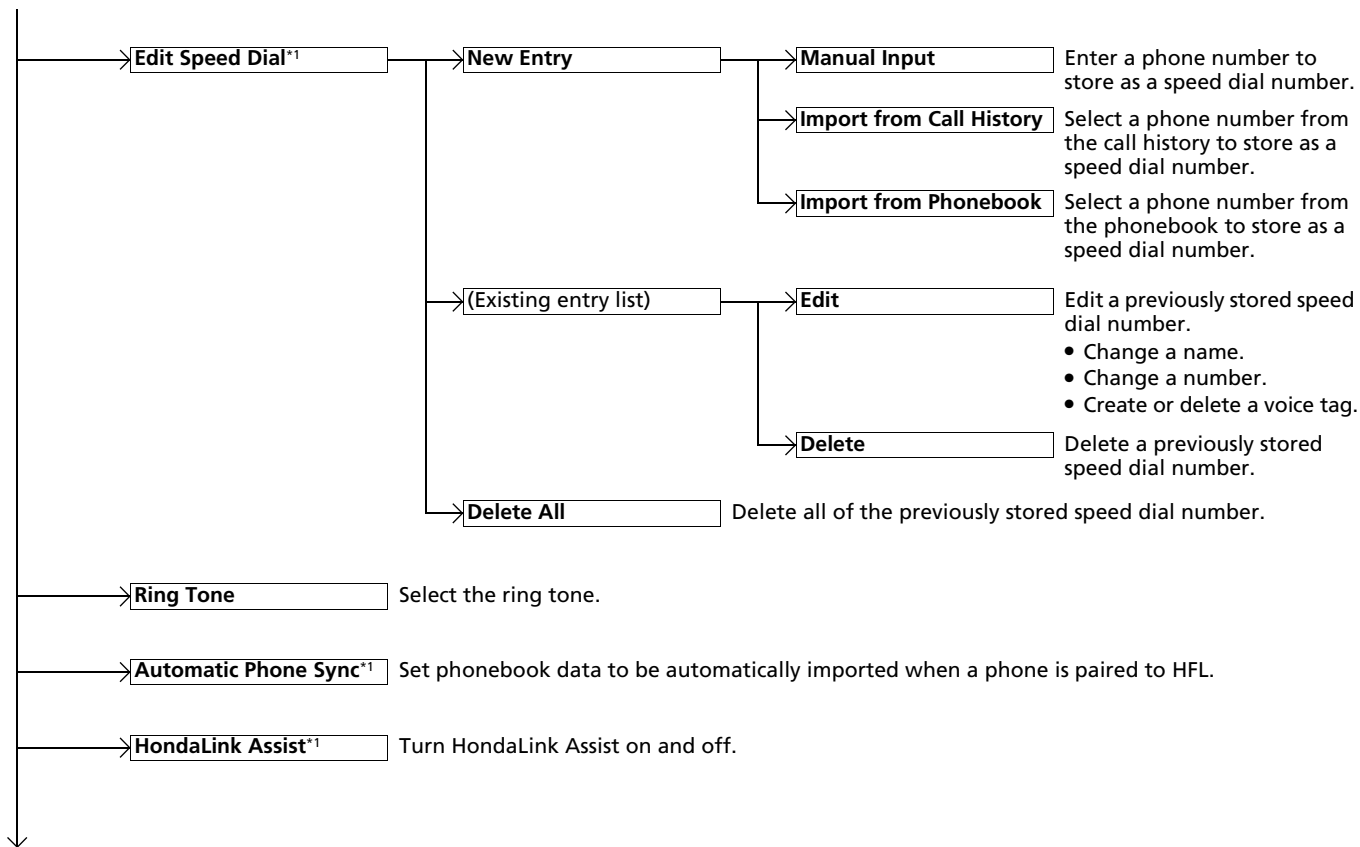 Edit Speed Dial*1
New Entry
Manual Input
Enter a phone number to
store as a speed dial number.
Import from Call History
Select a phone number from
the call history to store as a
speed dial number.
Import from Phonebook
Select a phone number from
the phonebook to store as a
speed dial number.
(Existing entry list)
Edit
Edit a previously stored speed
dial number.
• Change a name.
• Change a number.
• Create or delete a voice tag.
Delete
Delete a previously stored
speed dial number.
Delete All
Delete all of the previously stored speed dial number.
Ring Tone
Select the ring tone.
Automatic Phone Sync*1
Set phonebook data to be automatically imported when a phone is paired to HFL.
HondaLink Assist*1
Turn HondaLink Assist on and off.